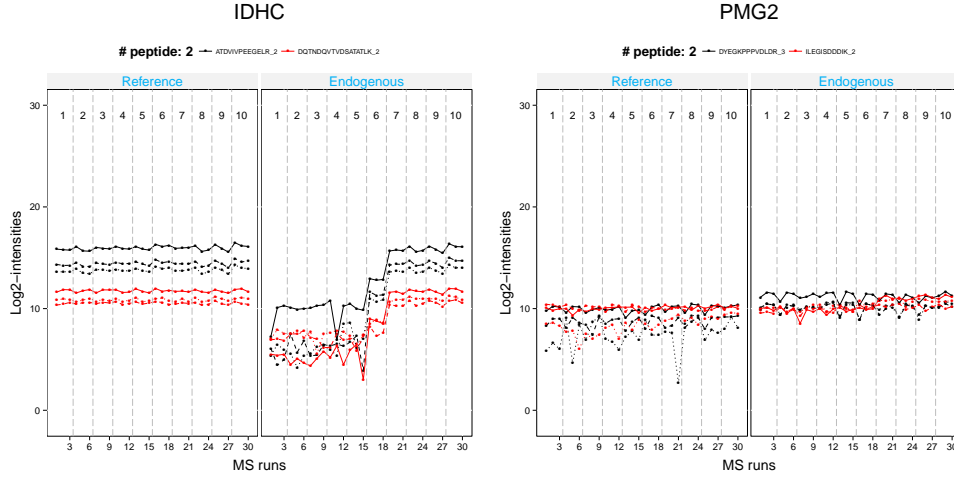 IDHC
# peptide: 2 ATDVIVPEEGELR_2 DQTNDQVTVDSATATLK_2
Reference Endogenous
30
20
10
0
1 2 3 4 5 6 7 8 9 10
1 2 3 4 5 6 7 8 9 10
Log2-intensities
3 6 9 12 15 18 21 24 27 30
3 6 9 12 15 18 21 24 27 30
MS runs
PMG2
# peptide: 2 DYEGKPPPVDLDR_3 ILEGISDDDIK_2
Reference Endogenous
30
20
10
0
1 2 3 4 5 6 7 8 9 10
1 2 3 4 5 6 7 8 9 10
Log2-intensities
3 6 9 12 15 18 21 24 27 30
3 6 9 12 15 18 21 24 27 30
MS runs